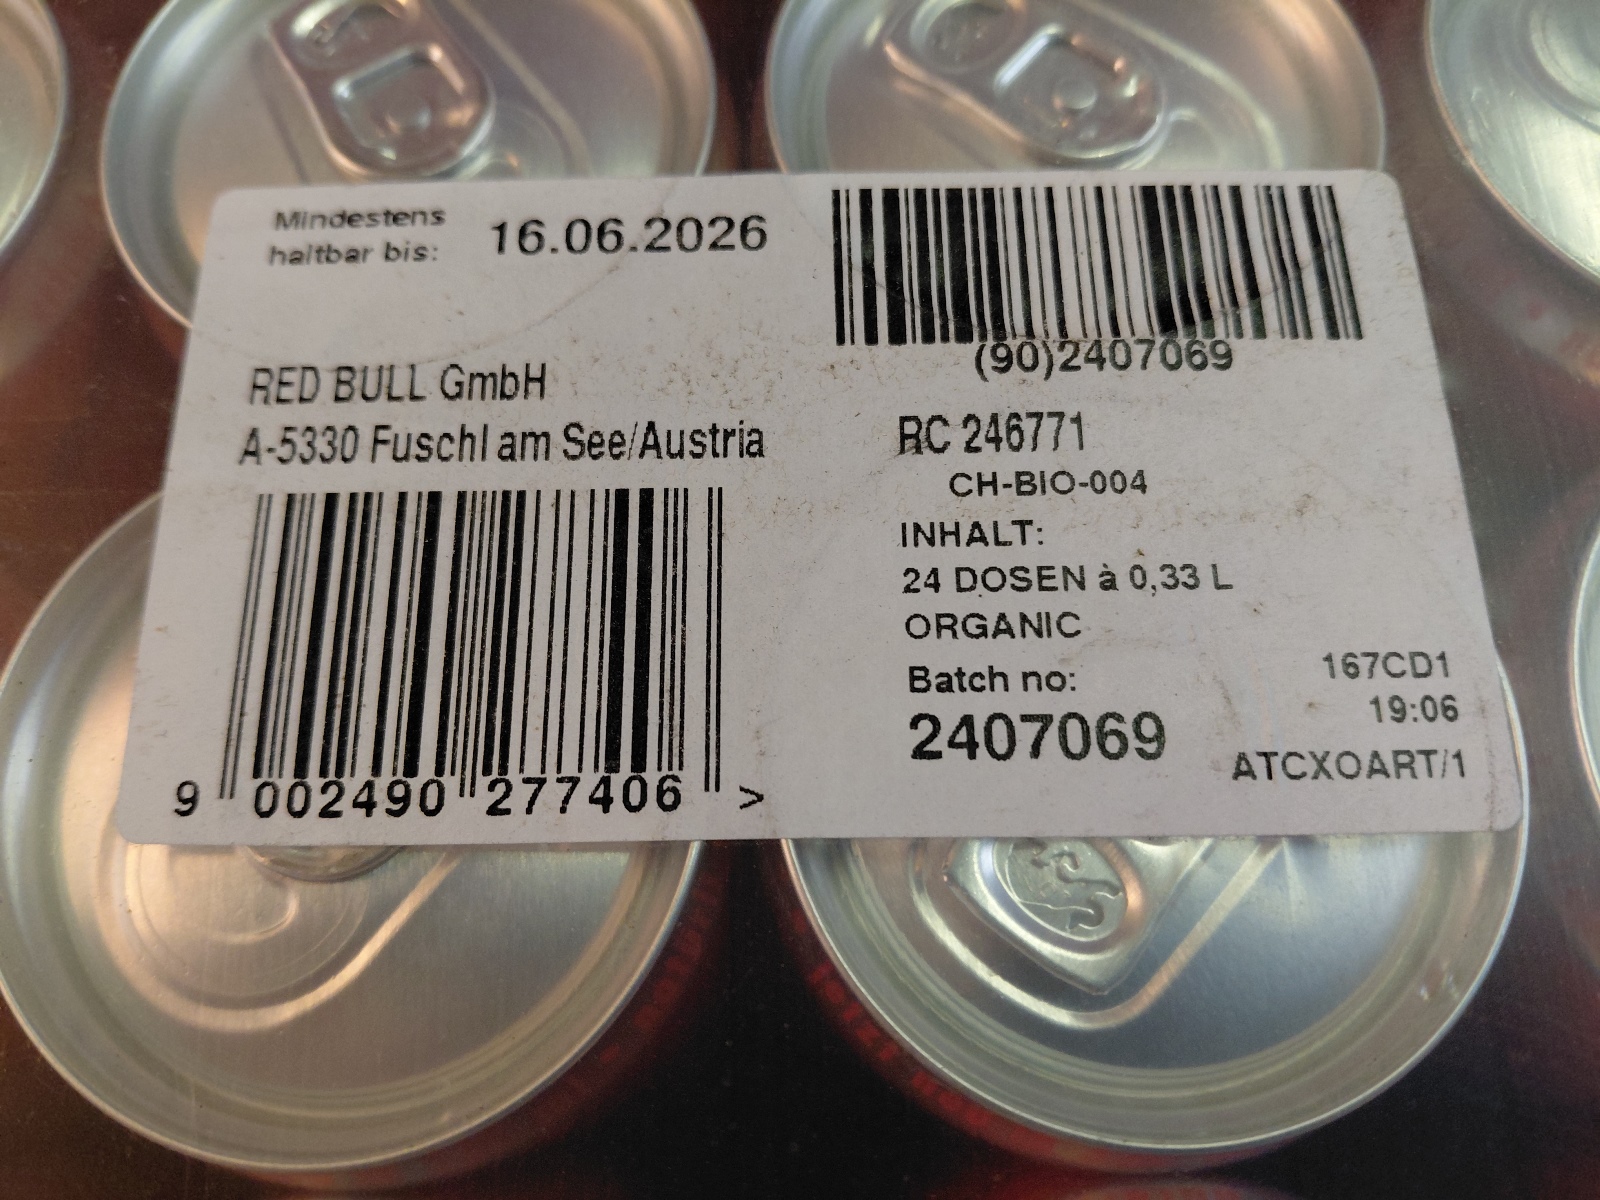 Mindestens
haltbar bis: 16.06.2026
(90)2407069
RED BULL GmbH
A-5330 Fuschl am See/Austria
9 002490 277406 >
RC 246771
CH-BIO-004
INHALT:
24 DOSEN à 0,33 L
ORGANIC
Batch no:
2407069
167CD1
19:06
ATCXOART/1